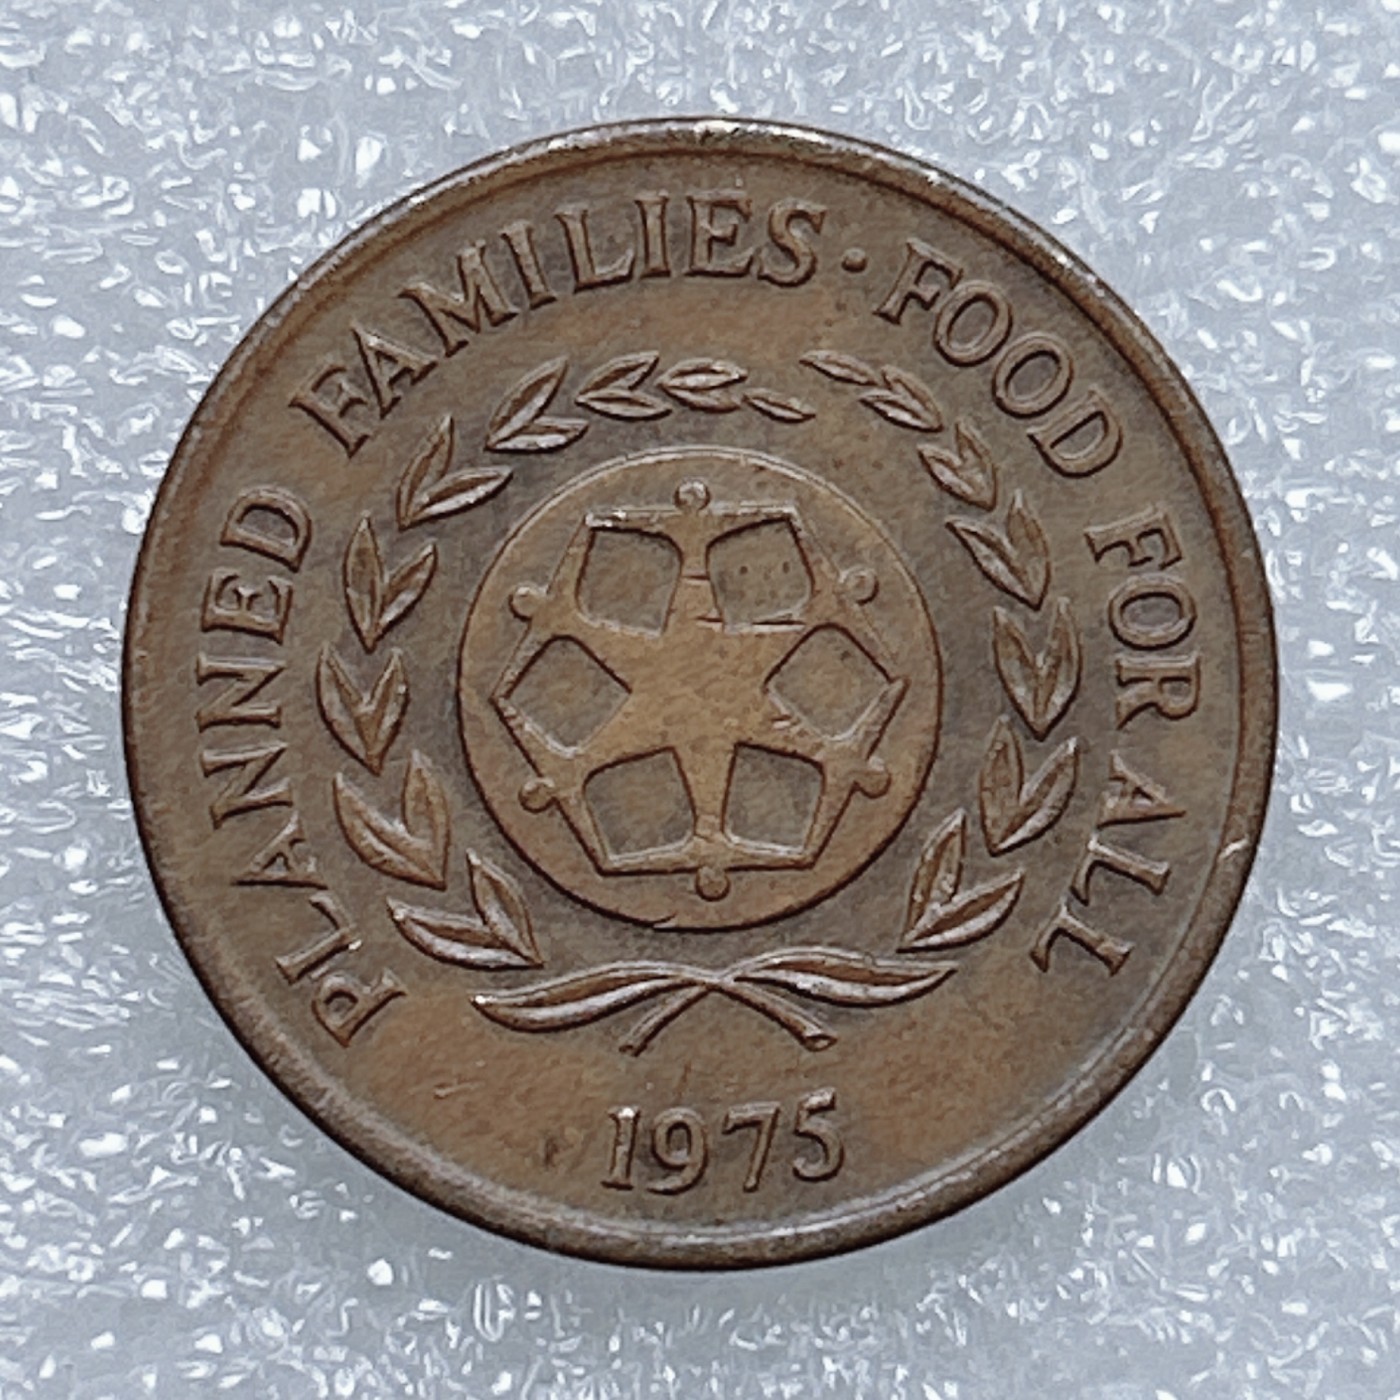 PLANNED FAMILIES · FOOD FOR ALL
1975